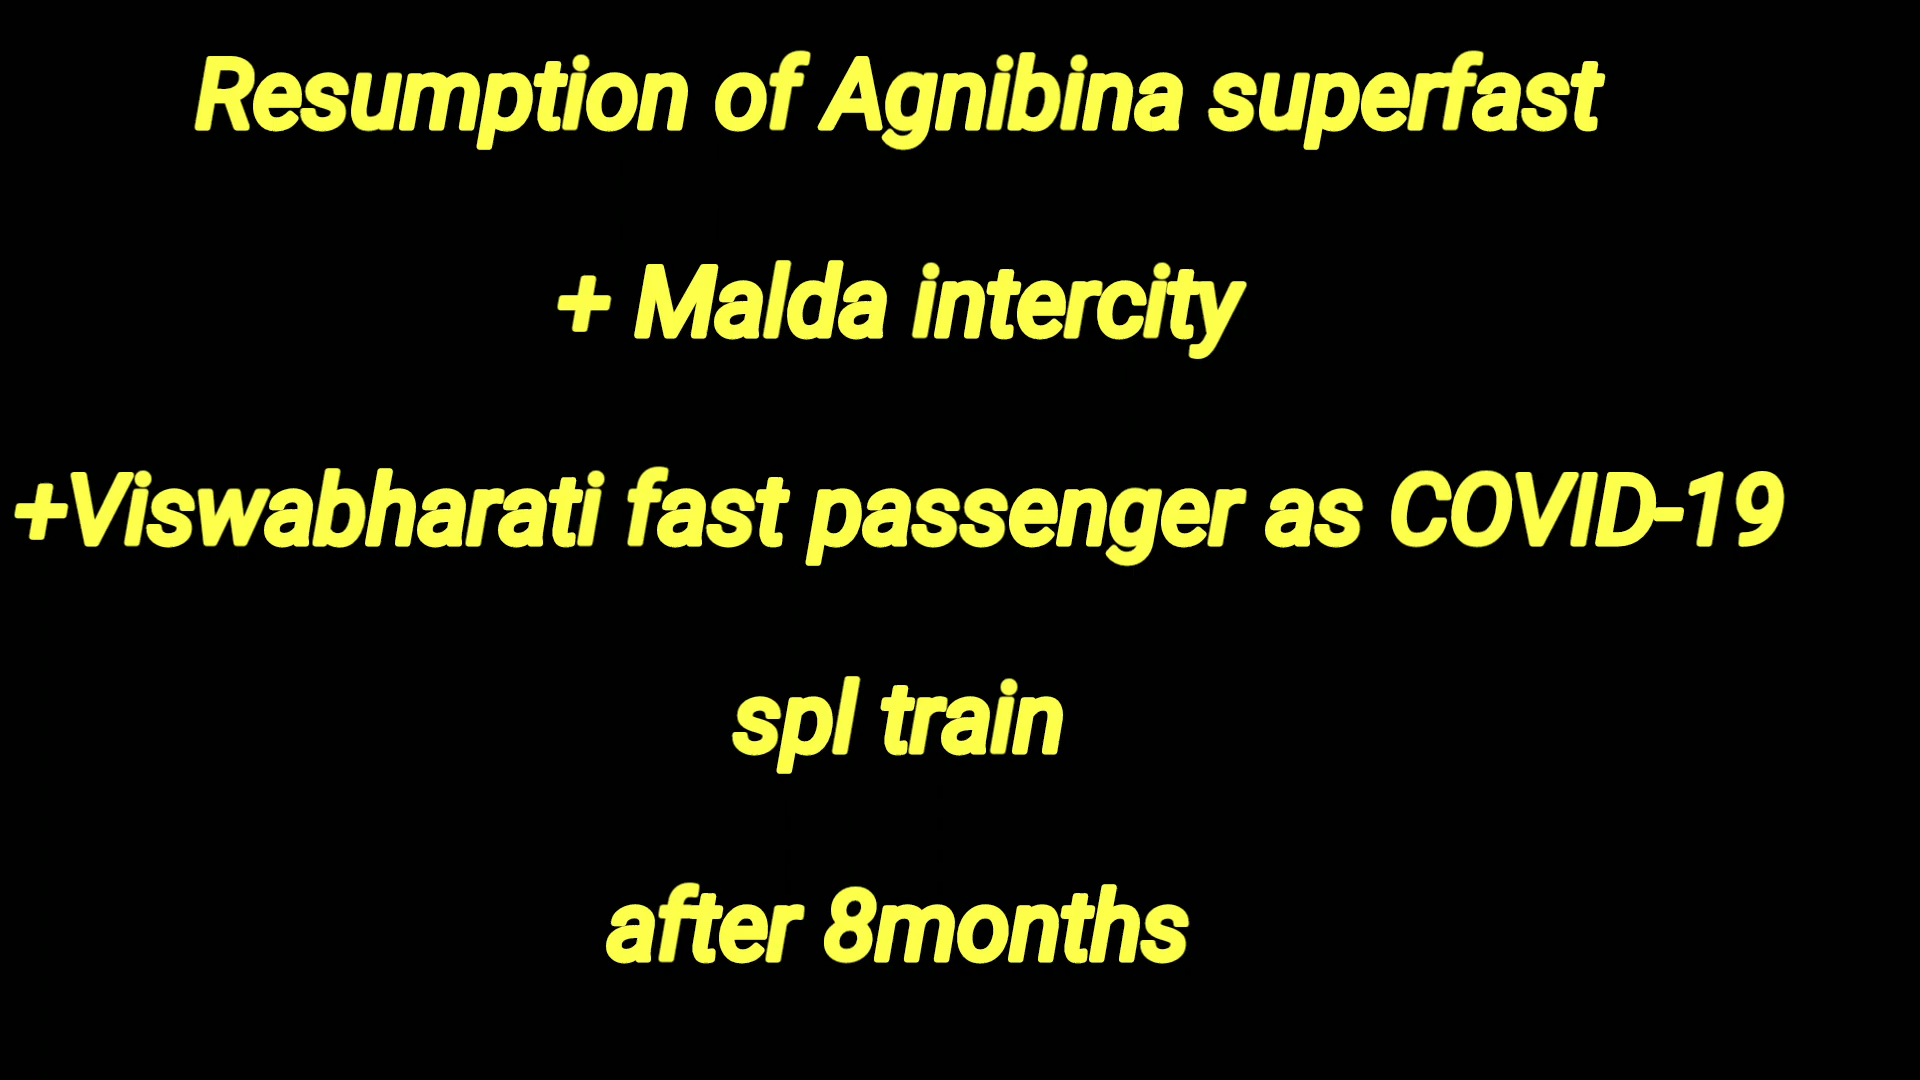 Resumption of Agnibina superfast
+ Malda intercity
+Viswabharati fast passenger as COVID-19
spl train
after 8months